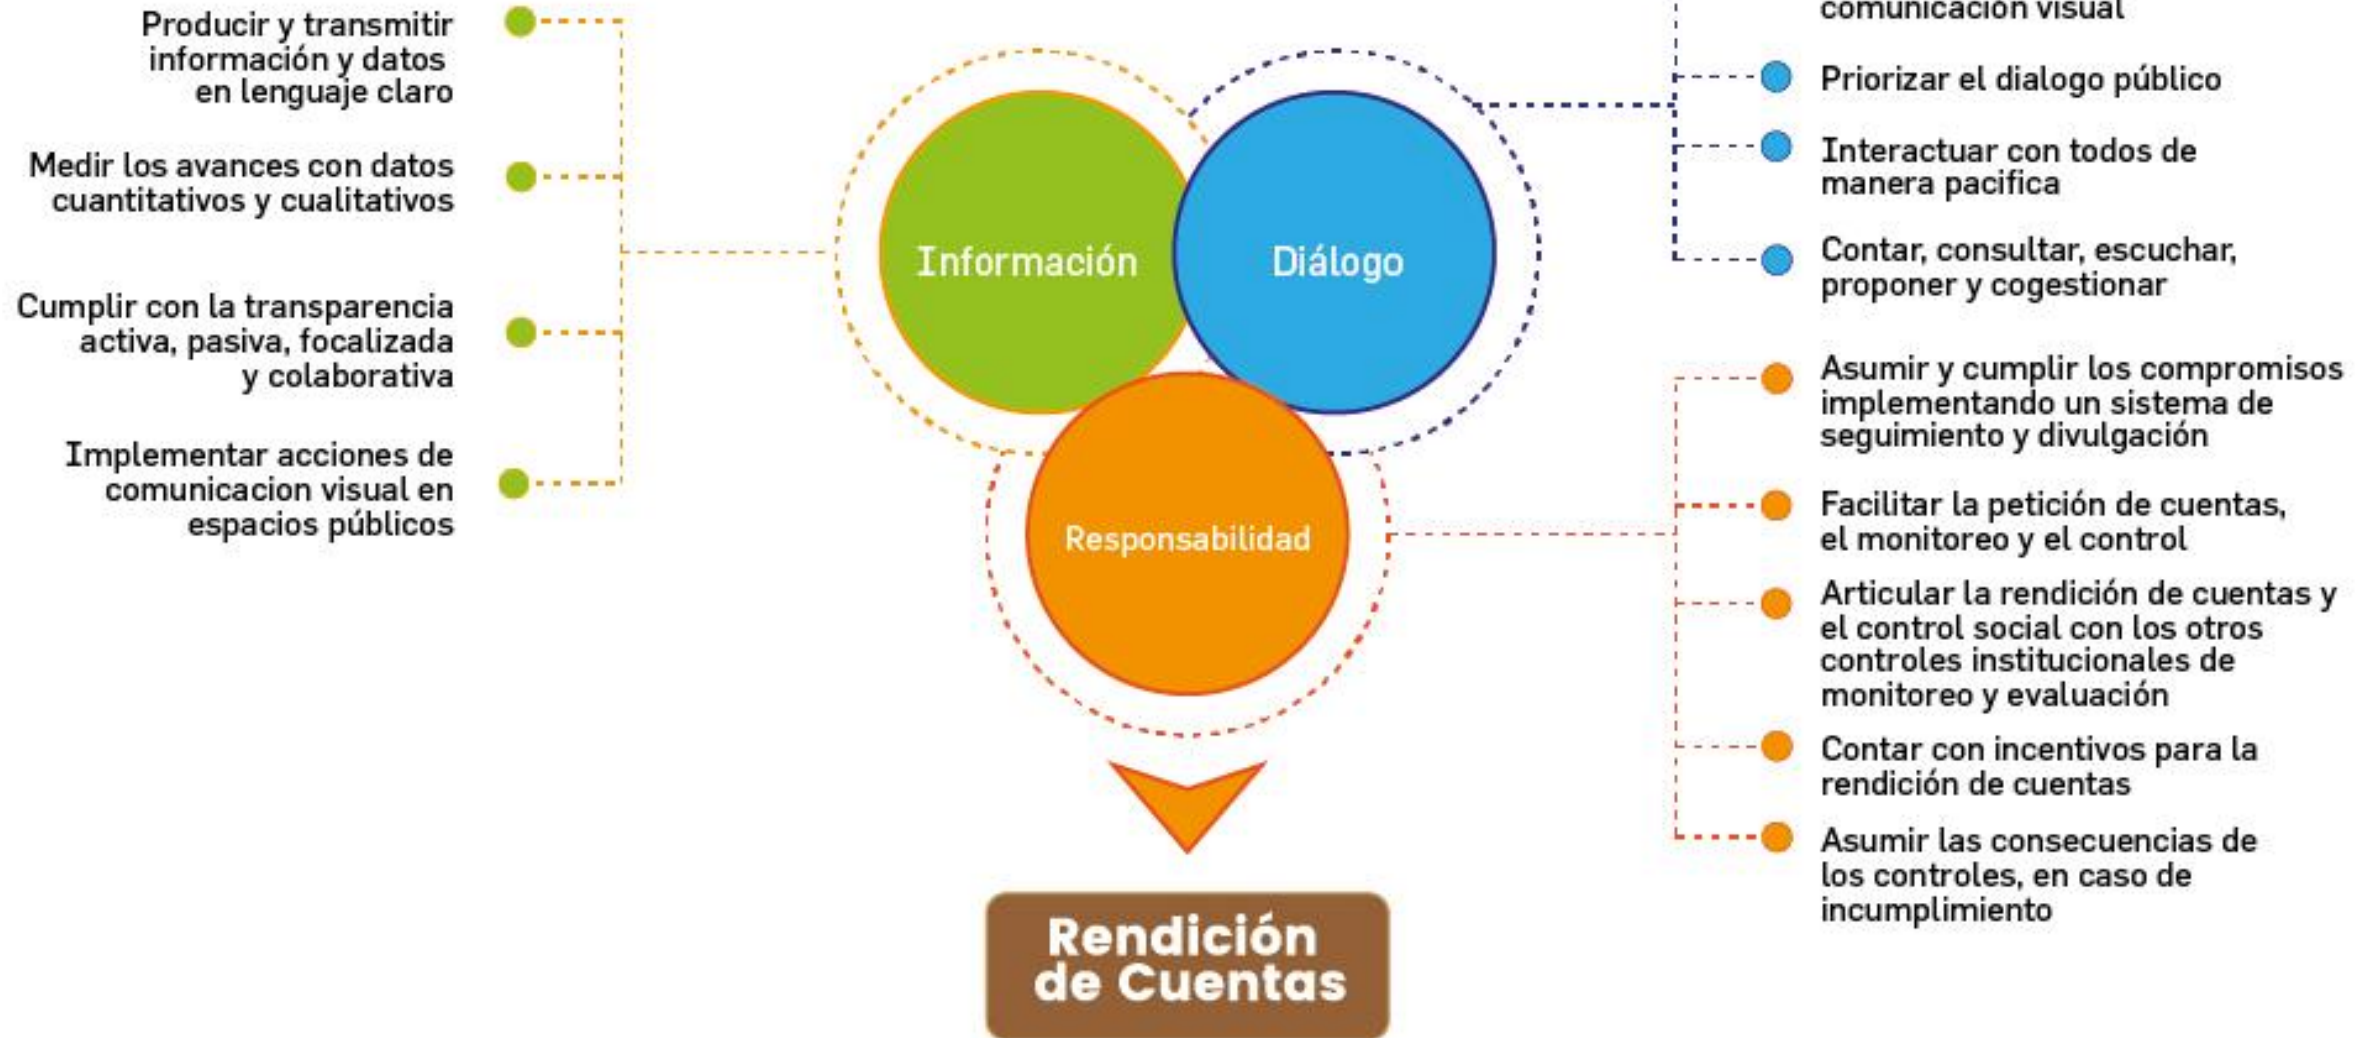 Producir y transmitir
información y datos
en lenguaje claro
Medir los avances con datos
cuantitativos y cualitativos
Cumplir con la transparencia
activa, pasiva, focalizada
y colaborativa
Implementar acciones de
comunicacion visual en
espacios públicos
Información
Diálogo
Responsabilidad
comunicación visual
Priorizar el dialogo público
Interactuar con todos de
manera pacifica
Contar, consultar, escuchar,
proponer y cogestionar
Asumir y cumplir los compromisos
implementando un sistema de
seguimiento y divulgación
Facilitar la petición de cuentas,
el monitoreo y el control
Articular la rendición de cuentas y
el control social con los otros
controles institucionales de
monitoreo y evaluación
Contar con incentivos para la
rendición de cuentas
Asumir las consecuencias de
los controles, en caso de
incumplimiento
Rendición
de Cuentas